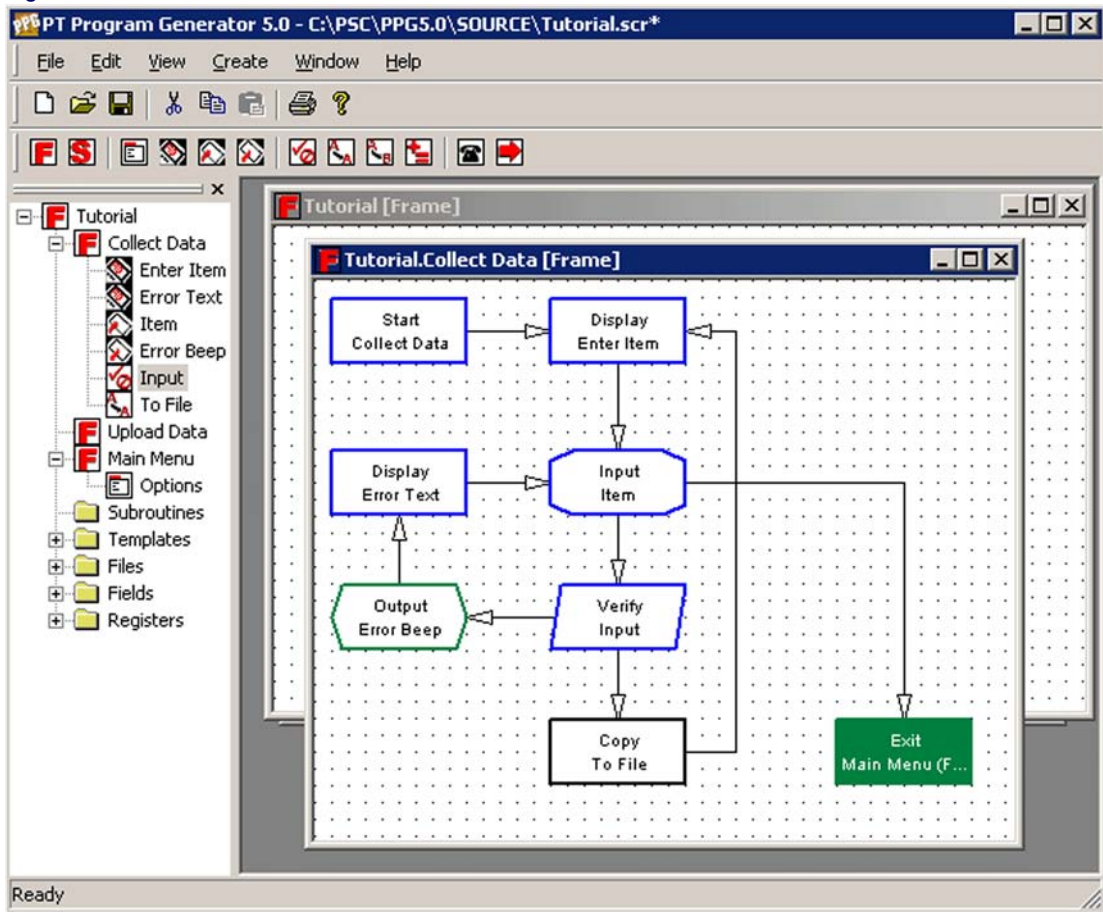 PT Program Generator 5.0 - C:\PSC\PPG5.0\SOURCE\Tutorial.scr*
File Edit View Create Window Help
Tutorial
Collect Data
Enter Item
Error Text
Item
Error Beep
Input
To File
Upload Data
Main Menu
Options
Subroutines
Templates
Files
Fields
Registers
Tutorial [Frame]
Tutorial.Collect Data [Frame]
Start
Collect Data
Display
Enter Item
Display
Error Text
Input
Item
Output
Error Beep
Verify
Input
Copy
To File
Exit
Main Menu (F...
Ready